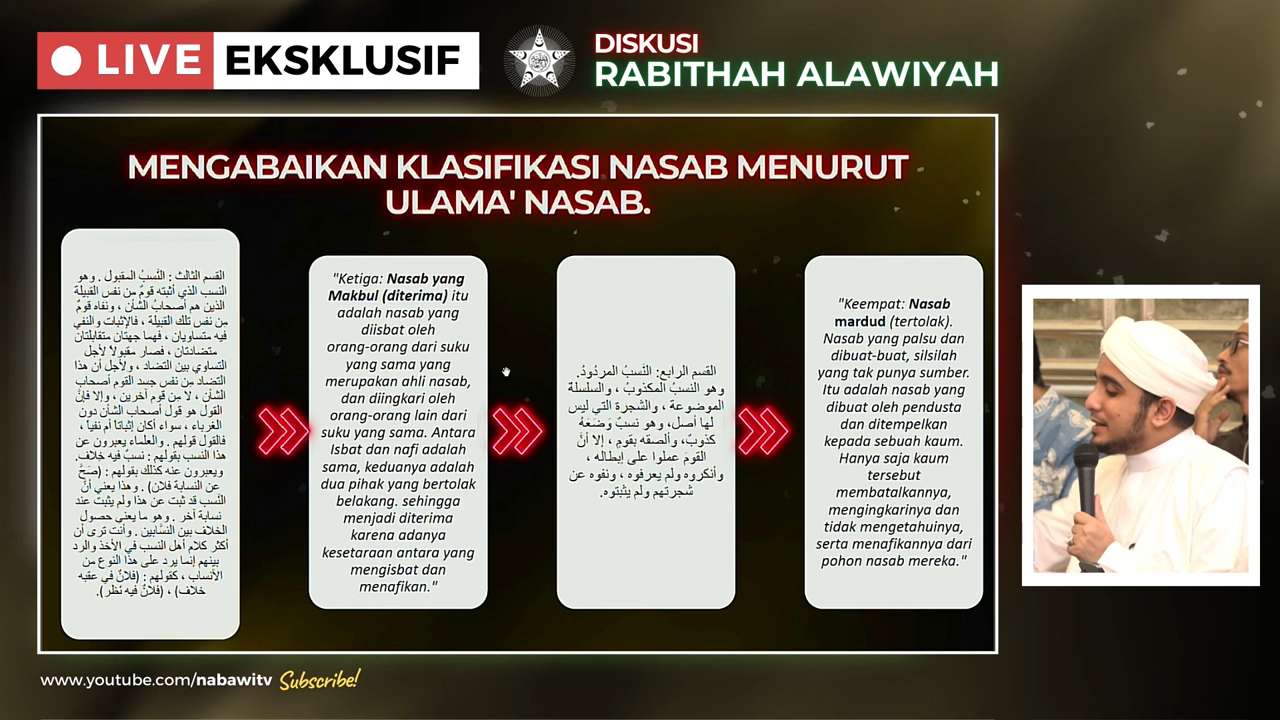 LIVE EKSKLUSIF
DISKUSI
RABITHAH ALAWIYAH
MENGABAIKAN KLASIFIKASI NASAB MENURUT
ULAMA' NASAB.
القسم الثالث : النَّسبُ المقبول . وهو
النسب الذي أثبته قومٌ من نفس القبيلة
الذين هم أصحابُ الشأن ، ونفاه قومٌ
مِن نفس تلك القبيلة ، فالإثبات والنفي
فيه متساويان ، فهما جهتان متقابلتان
متضادتان ، فصار مقبولاً لأجل
التساوي بين التضاد ، ولأجل أن هذا
التضاد مِن نفس جسد القوم أصحاب
الشأن ، لا مِن قوم آخرين ، وإلا فإنَّ
القول هو قول أصحاب الشأن دون
الغرباء ، سواء أكان إثباتاً أم نفياً ،
فالقول قولهم . والعلماء يعبرون عن
هذا النسب بقولهم : نسبٌ فيه خلاف.
ويعبرون عنه كذلك بقولهم : (صَحَّ
عن النسابة فلان) . وهذا يعني أنَّ
النَّسب قد ثبت عن هذا ولم يثبت عند
نسابة آخر . وهو ما يعني حصول
الخلاف بين النسَّابين . وأنت ترى أن
أكثر كلام أهل النسب في الأخذ والرد
بينهم إنما يرد على هذا النوع من
الأنساب ، كقولهم : (فلانٌ في عقبه
خلاف) ، (فلانٌ فيه نظر).
"Ketiga: Nasab yang
Makbul (diterima) itu
adalah nasab yang
diisbat oleh
orang-orang dari suku
yang sama yang
merupakan ahli nasab,
dan diingkari oleh
orang-orang lain dari
suku yang sama. Antara
Isbat dan nafi adalah
sama, keduanya adalah
dua pihak yang bertolak
belakang. sehingga
menjadi diterima
karena adanya
kesetaraan antara yang
mengisbat dan
menafikan."
القسم الرابع: النَّسبُ المردُودُ.
وهو النسبُ المكذوبُ ، والسلسلة
الموضوعة ، والشجرة التي ليس
لها أصل، وهو نسبٌ وَضَعَهُ
كذوبٌ، وألصقه بقومٍ ، إلا أنَّ
القومَ عملوا على إبطاله ،
وأنكروه ولم يعرفوه ، ونفوه عن
شجرتهم ولم يثبتوه.
"Keempat: Nasab
mardud (tertolak).
Nasab yang palsu dan
dibuat-buat, silsilah
yang tak punya sumber.
Itu adalah nasab yang
dibuat oleh pendusta
dan ditempelkan
kepada sebuah kaum.
Hanya saja kaum
tersebut
membatalkannya,
mengingkarinya dan
tidak mengetahuinya,
serta menafikannya dari
pohon nasab mereka."
www.youtube.com/nabawitv Subscribe!